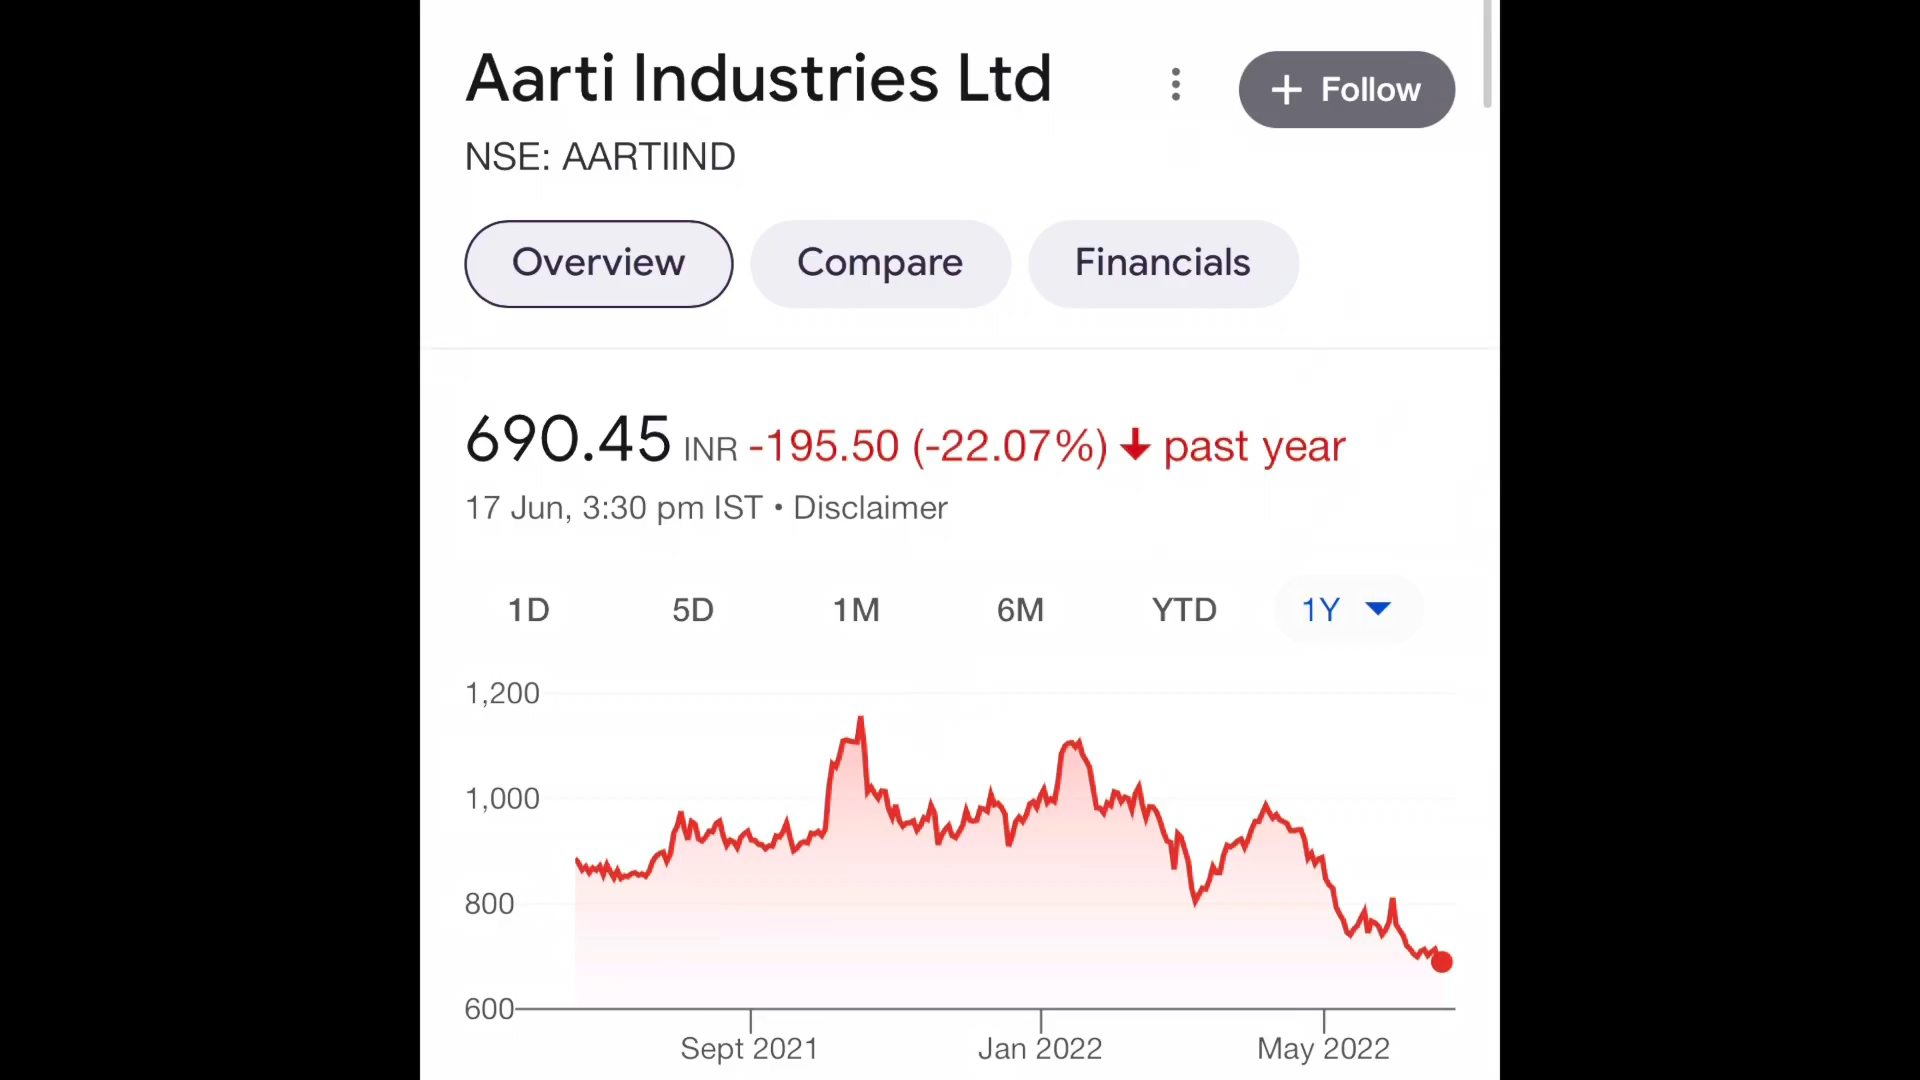 Aarti Industries Ltd
+ Follow
NSE: AARTIIND
Overview Compare Financials
690.45 INR -195.50 (-22.07%) ↓ past year
17 Jun, 3:30 pm IST • Disclaimer
1D 5D 1M 6M YTD 1Y
1,200
1,000
800
600
Sept 2021 Jan 2022 May 2022